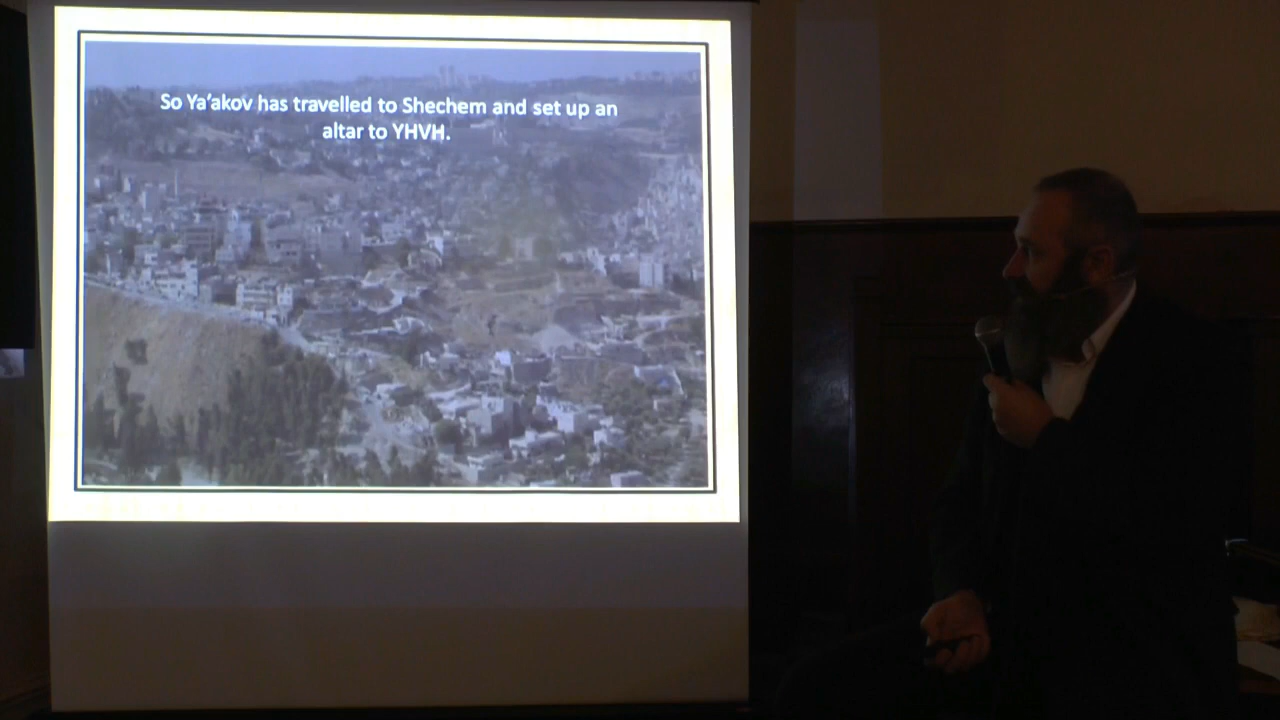 So Ya'akov has travelled to Shechem and set up an
altar to YHVH.